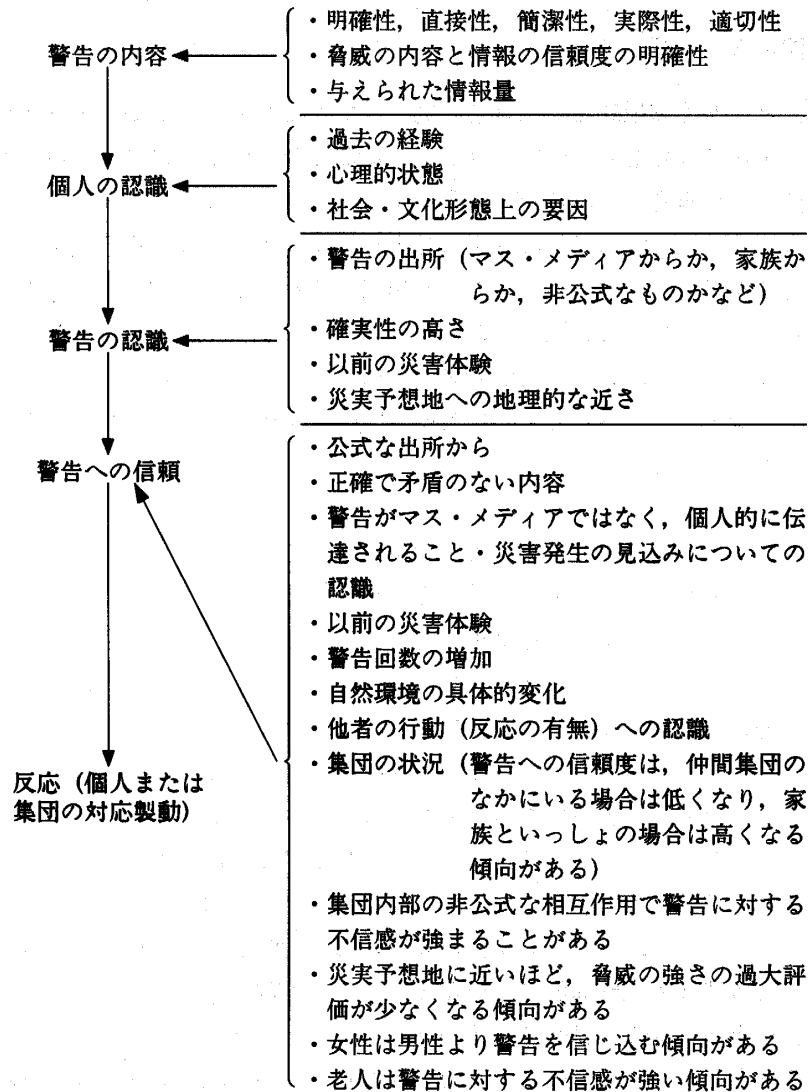 警告の内容
・明確性，直接性，簡潔性，実際性，適切性
・脅威の内容と情報の信頼度の明確性
・与えられた情報量
個人の認識
・過去の経験
・心理的状態
・社会・文化形態上の要因
警告の認識
・警告の出所（マス・メディアからか，家族か
らか，非公式なものかなど）
・確実性の高さ
・以前の災害体験
・災実予想地への地理的な近さ
警告への信頼
・公式な出所から
・正確で矛盾のない内容
・警告がマス・メディアではなく，個人的に伝
達されること・災害発生の見込みについての
認識
・以前の災害体験
・警告回数の増加
・自然環境の具体的変化
・他者の行動（反応の有無）への認識
・集団の状況（警告への信頼度は，仲間集団の
なかにいる場合は低くなり，家
族といっしょの場合は高くなる
傾向がある）
・集団内部の非公式な相互作用で警告に対する
不信感が強まることがある
・災実予想地に近いほど，脅威の強さの過大評
価が少なくなる傾向がある
・女性は男性より警告を信じ込む傾向がある
・老人は警告に対する不信感が強い傾向がある
反応（個人または
集団の対応製動）